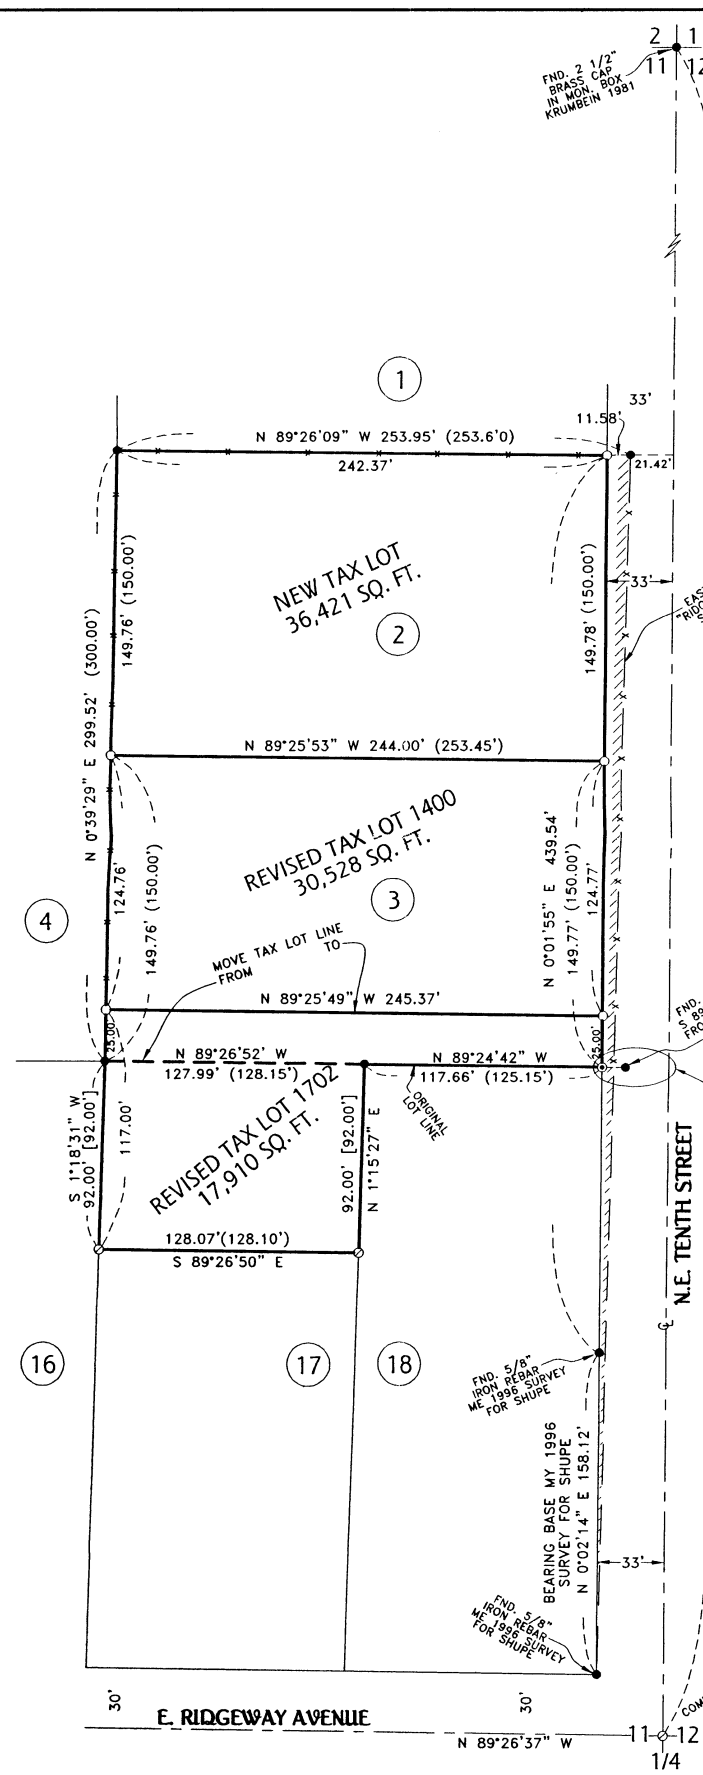 2 1
11 12
FND. 2 1/2"
BRASS CAP
IN MON. BOX
KRUMBEIN 1981
1
33'
11.58'
N 89°26'09" W 253.95' (253.6'0)
242.37'
21.42'
NEW TAX LOT
36,421 SQ. FT.
2
149.76' (150.00')
149.78' (150.00')
33'
N 0°39'29" E 299.52' (300.00')
N 89°25'53" W 244.00' (253.45')
REVISED TAX LOT 1400
30,528 SQ. FT.
3
4
124.76'
149.76' (150.00')
N 0°01'55" E 439.54'
149.77' (150.00')
124.77'
MOVE TAX LOT LINE
FROM TO
N 89°25'49" W 245.37'
FND.
25.00'
25.00'
N 89°26'52" W
127.99' (128.15')
N 89°24'42" W
117.66' (125.15')
ORIGINAL
LOT LINE
REVISED TAX LOT 1702
17,910 SQ. FT.
S 1°18'31" W
92.00' [92.00']
117.00'
92.00' [92.00']
N 1°15'27" E
128.07'(128.10')
S 89°26'50" E
N.E. TENTH STREET
16
17
18
FND. 5/8"
IRON REBAR
ME 1996 SURVEY
FOR SHUPE
BEARING BASE MY 1996
SURVEY FOR SHUPE
N 0°02'14" E 158.12'
33'
FND. 5/8"
IRON REBAR
ME 1996 SURVEY
FOR SHUPE
30'
30'
E. RIDGEWAY AVENUE
N 89°26'37" W
11 12
1/4